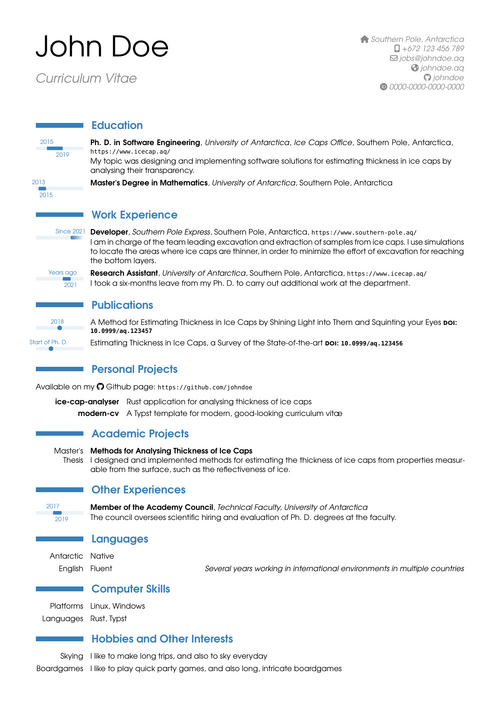 John Doe
Curriculum Vitae
Southern Pole, Antarctica
+672 123 456 789
jobs@johndoe.aq
johndoe.aq
johndoe
0000-0000-0000-0000
Education
2015
2019
Ph. D. in Software Engineering, University of Antarctica, Ice Caps Office, Southern Pole, Antarctica,
https://www.icecap.aq/
My topic was designing and implementing software solutions for estimating thickness in ice caps by
analysing their transparency.
2013
2015
Master's Degree in Mathematics, University of Antarctica, Southern Pole, Antarctica
Work Experience
Since 2021
Developer, Southern Pole Express, Southern Pole, Antarctica, https://www.southern-pole.aq/
I am in charge of the team leading excavation and extraction of samples from ice caps. I use simulations
to locate the areas where ice caps are thinner, in order to minimize the effort of excavation for reaching
the bottom layers.
Years ago
2021
Research Assistant, University of Antarctica, Southern Pole, Antarctica, https://www.icecap.aq/
I took a six-months leave from my Ph. D. to carry out additional work at the department.
Publications
2018
A Method for Estimating Thickness in Ice Caps by Shining Light into Them and Squinting your Eyes DOI:
10.0999/aq.123457
Start of Ph. D.
Estimating Thickness in Ice Caps, a Survey of the State-of-the-art DOI: 10.0999/aq.123456
Personal Projects
Available on my Github page: https://github.com/johndoe
ice-cap-analyser Rust application for analysing thickness of ice caps
modern-cv A Typst template for modern, good-looking curriculum vitæ
Academic Projects
Master's
Thesis
Methods for Analysing Thickness of Ice Caps
I designed and implemented methods for estimating the thickness of ice caps from properties measur-
able from the surface, such as the reflectiveness of ice.
Other Experiences
2017
2019
Member of the Academy Council, Technical Faculty, University of Antarctica
The council oversees scientific hiring and evaluation of Ph. D. degrees at the faculty.
Languages
Antarctic Native
English Fluent Several years working in international environments in multiple countries
Computer Skills
Platforms Linux, Windows
Languages Rust, Typst
Hobbies and Other Interests
Skying I like to make long trips, and also to sky everyday
Boardgames I like to play quick party games, and also long, intricate boardgames